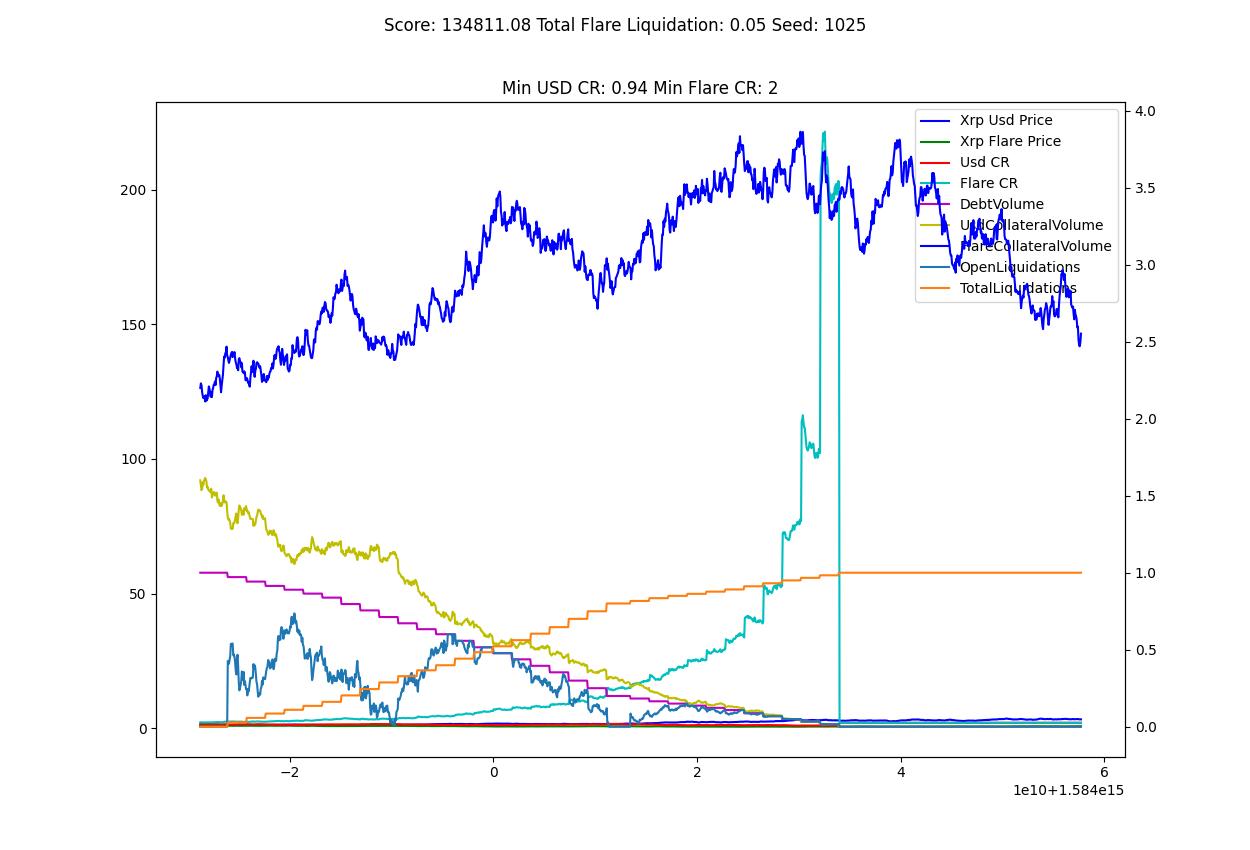 Score: 134811.08 Total Flare Liquidation: 0.05 Seed: 1025
Min USD CR: 0.94 Min Flare CR: 2
Xrp Usd Price
Xrp Flare Price
Usd CR
Flare CR
DebtVolume
UsdCollateralVolume
FlareCollateralVolume
OpenLiquidations
TotalLiquidations
200
150
100
50
0
4.0
3.5
3.0
2.5
2.0
1.5
1.0
0.5
0.0
−2 0 2 4 6
1e10+1.584e15